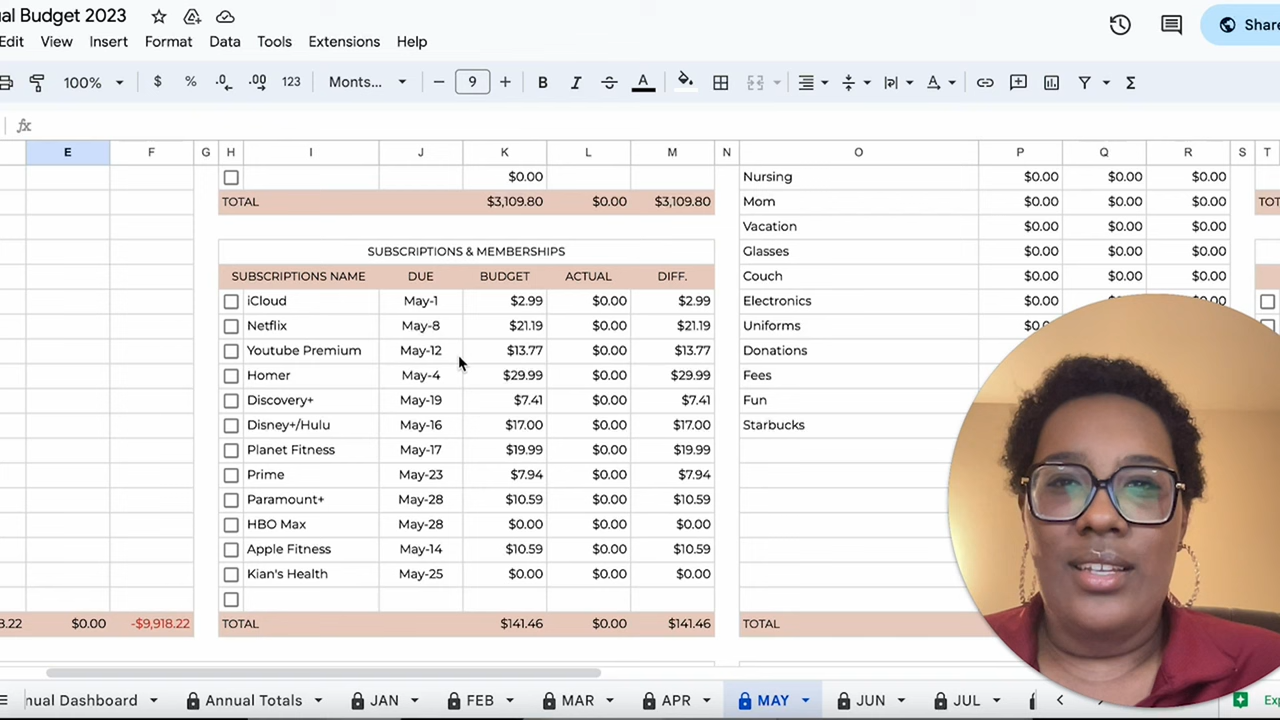 al Budget 2023
Share
Edit View Insert Format Data Tools Extensions Help
100% $ % .0 .00 123 Monts... − 9 + B I A Σ
fx
E F G H I J K L M N O P Q R S T
$0.00 Nursing $0.00 $0.00 $0.00
TOTAL $3,109.80 $0.00 $3,109.80 Mom $0.00 $0.00 $0.00 TOT
Vacation $0.00 $0.00 $0.00
SUBSCRIPTIONS & MEMBERSHIPS Glasses $0.00 $0.00 $0.00
SUBSCRIPTIONS NAME DUE BUDGET ACTUAL DIFF. Couch $0.00 $0.00 $0.00
iCloud May-1 $2.99 $0.00 $2.99 Electronics $0.00 $0.00 $0.00
Netflix May-8 $21.19 $0.00 $21.19 Uniforms $0.0
Youtube Premium May-12 $13.77 $0.00 $13.77 Donations
Homer May-4 $29.99 $0.00 $29.99 Fees
Discovery+ May-19 $7.41 $0.00 $7.41 Fun
Disney+/Hulu May-16 $17.00 $0.00 $17.00 Starbucks
Planet Fitness May-17 $19.99 $0.00 $19.99
Prime May-23 $7.94 $0.00 $7.94
Paramount+ May-28 $10.59 $0.00 $10.59
HBO Max May-28 $0.00 $0.00 $0.00
Apple Fitness May-14 $10.59 $0.00 $10.59
Kian's Health May-25 $0.00 $0.00 $0.00
8.22 $0.00 -$9,918.22 TOTAL $141.46 $0.00 $141.46 TOTAL
nual Dashboard Annual Totals JAN FEB MAR APR MAY JUN JUL Ex